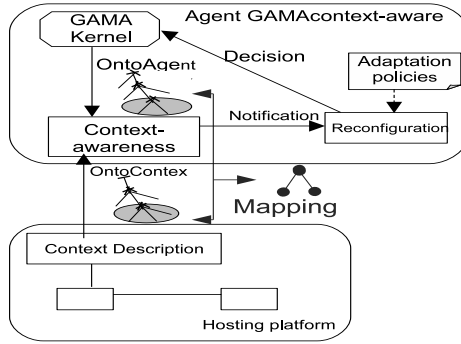 Agent GAMAcontext-aware
GAMA
Kernel
OntoAgent
Decision
Adaptation
policies
Context-
awareness
Notification
Reconfiguration
OntoContex
Mapping
Context Description
Hosting platform